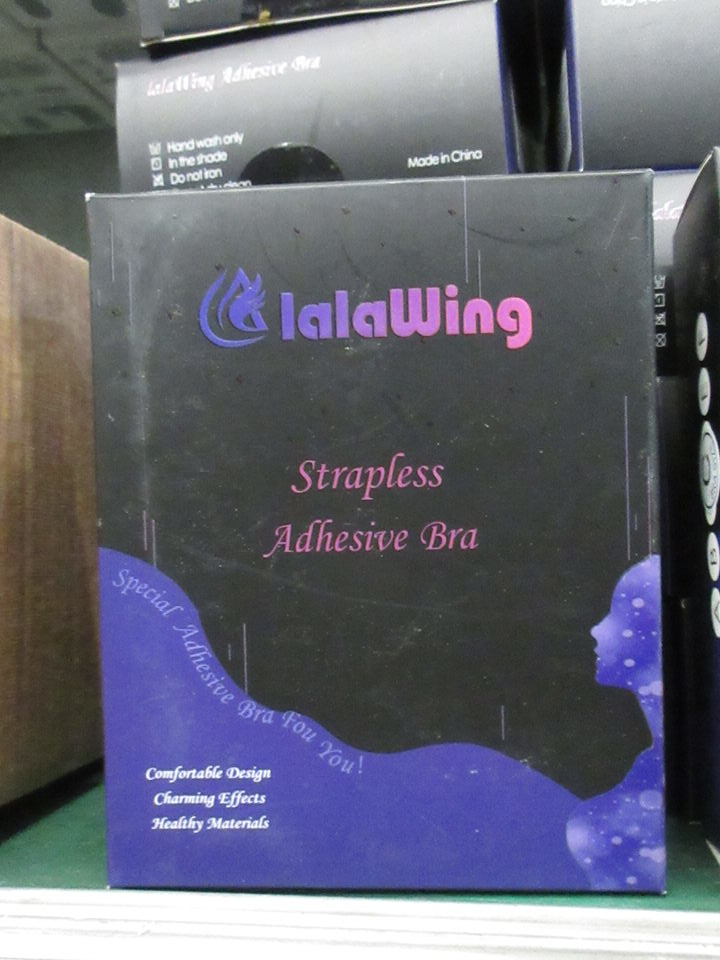 lalaWing Adhesive Bra
Hand wash only
In the shade
Do not iron
Made in China
lalaWing
Strapless
Adhesive Bra
Special Adhesive Bra Fou You!
Comfortable Design
Charming Effects
Healthy Materials